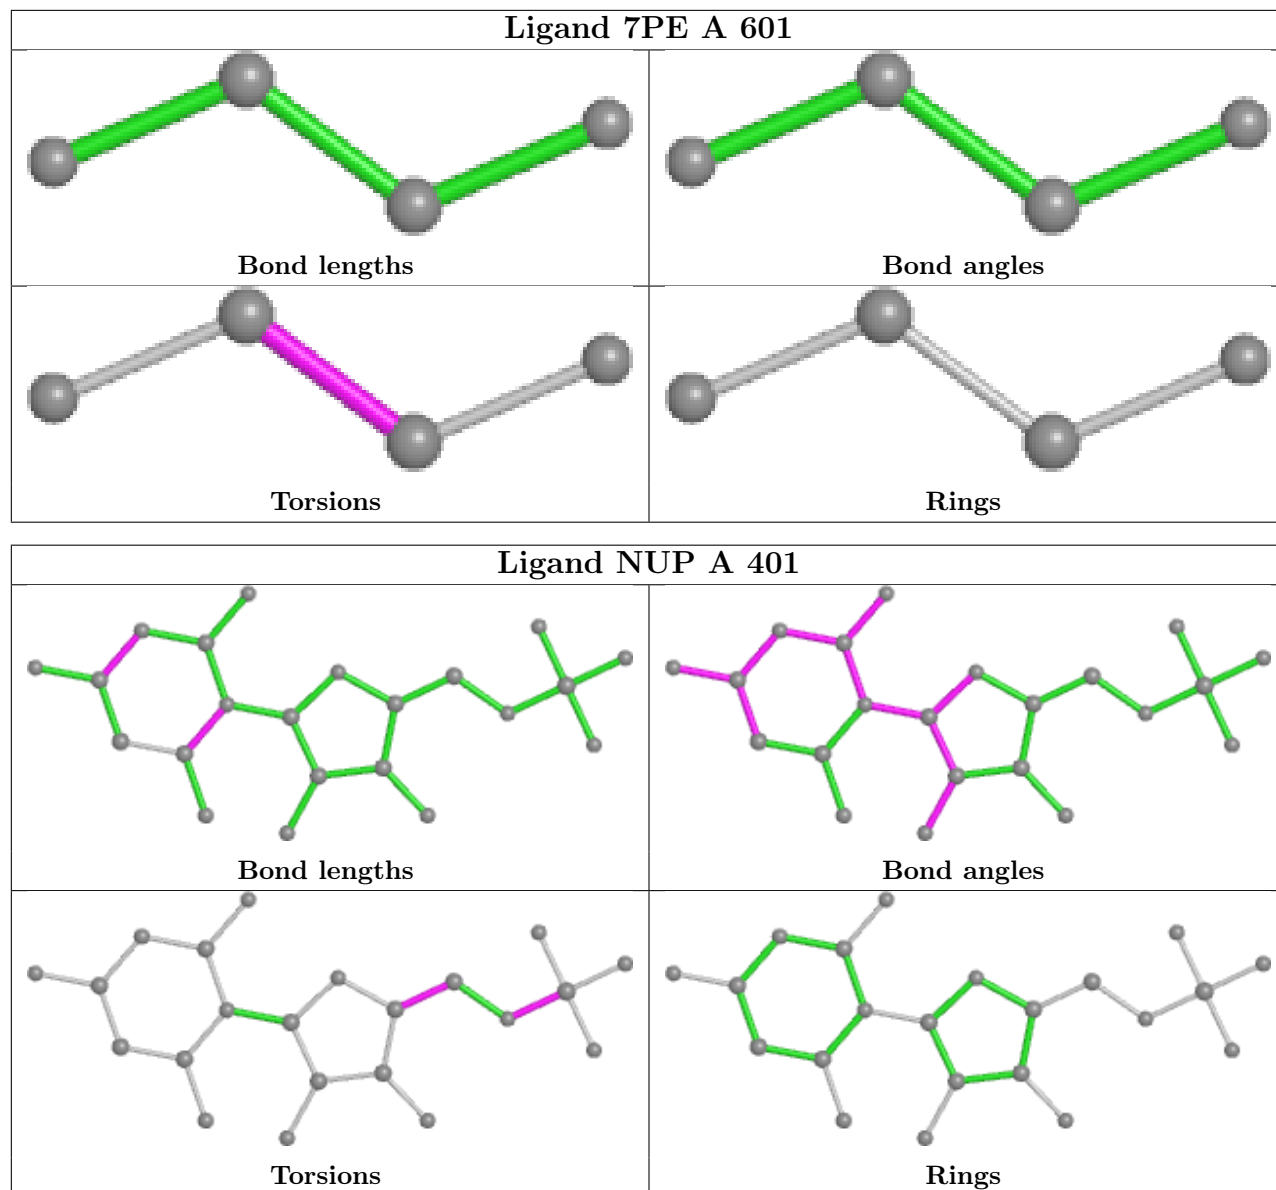 Ligand 7PE A 601
Bond lengths
Bond angles
Torsions
Rings
Ligand NUP A 401
Bond lengths
Bond angles
Torsions
Rings